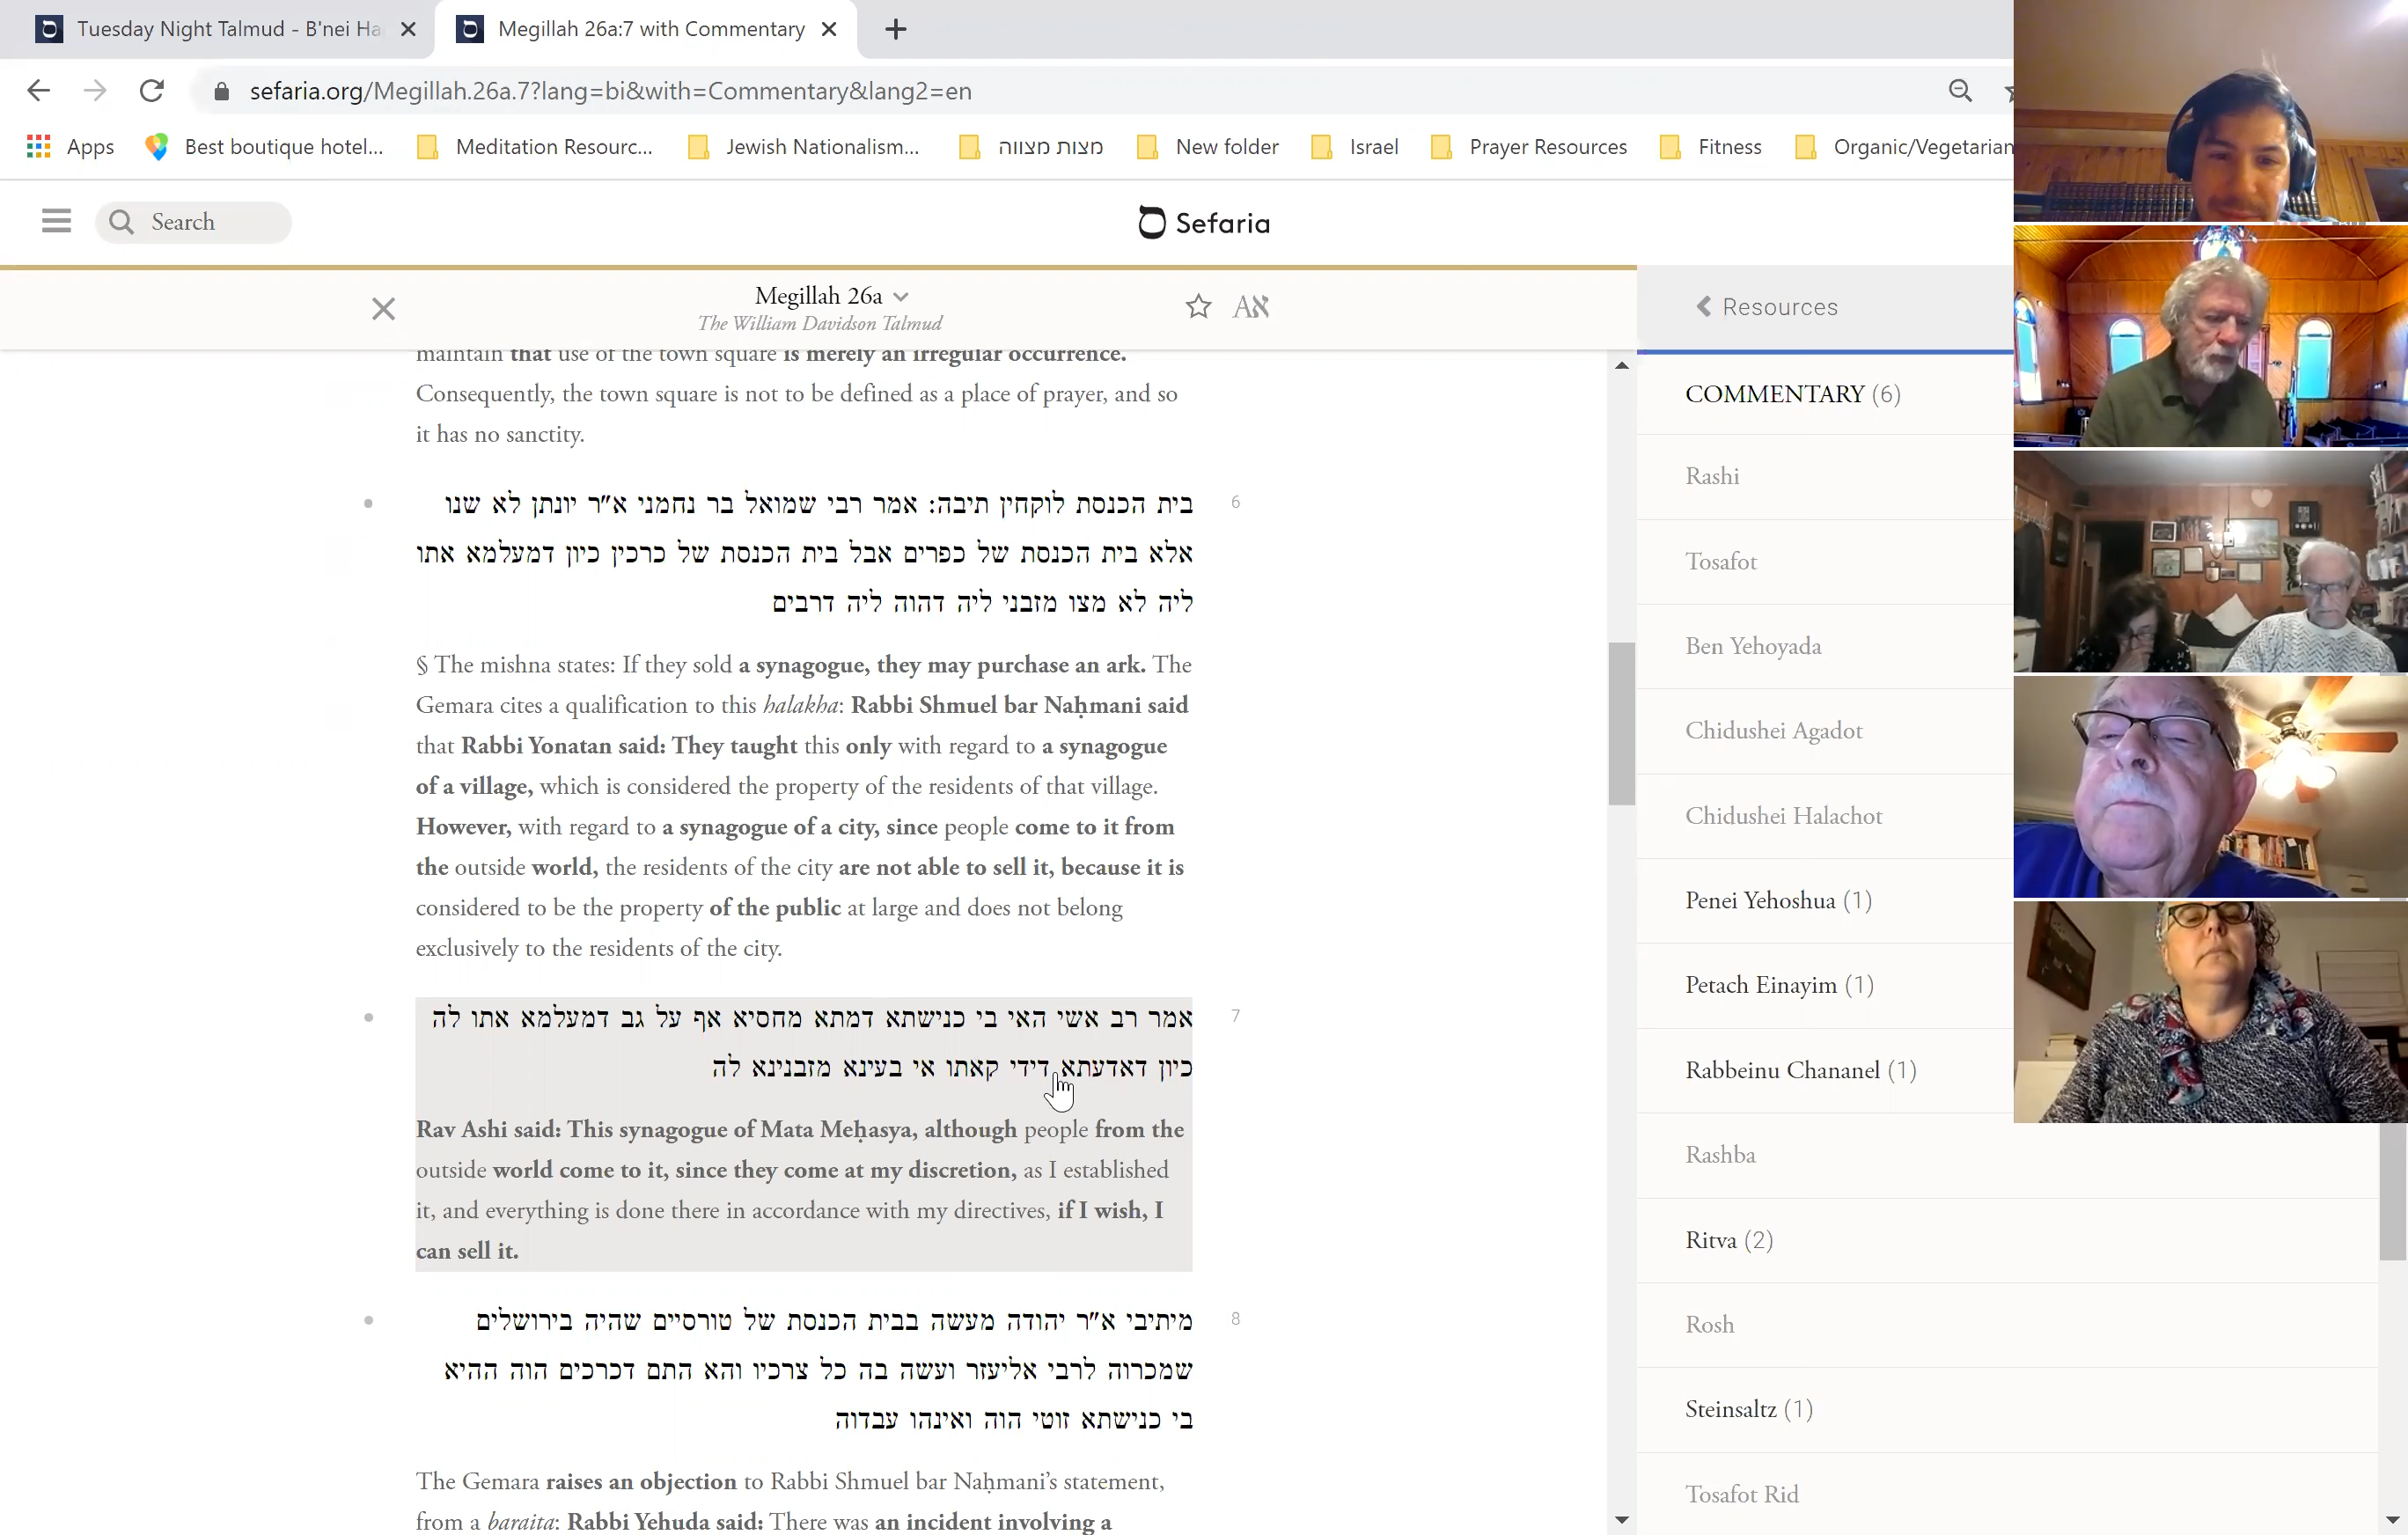 Tuesday Night Talmud - B'nei Ha
Megillah 26a:7 with Commentary
sefaria.org/Megillah.26a.7?lang=bi&with=Commentary&lang2=en
Apps
Best boutique hotel...
Meditation Resourc...
Jewish Nationalism...
מצות מצווה
New folder
Israel
Prayer Resources
Fitness
Organic/Vegetarian
Search
Sefaria
Megillah 26a
The William Davidson Talmud
Aא
Resources
maintain that use of the town square is merely an irregular occurrence.
Consequently, the town square is not to be defined as a place of prayer, and so
it has no sanctity.
6
בית הכנסת לוקחין תיבה: אמר רבי שמואל בר נחמני א"ר יונתן לא שנו
אלא בית הכנסת של כפרים אבל בית הכנסת של כרכין כיון דמעלמא אתו
ליה לא מצו מזבני ליה דהוה ליה דרבים
§ The mishna states: If they sold a synagogue, they may purchase an ark. The
Gemara cites a qualification to this halakha: Rabbi Shmuel bar Naḥmani said
that Rabbi Yonatan said: They taught this only with regard to a synagogue
of a village, which is considered the property of the residents of that village.
However, with regard to a synagogue of a city, since people come to it from
the outside world, the residents of the city are not able to sell it, because it is
considered to be the property of the public at large and does not belong
exclusively to the residents of the city.
7
אמר רב אשי האי בי כנישתא דמתא מחסיא אף על גב דמעלמא אתו לה
כיון דאדעתא דידי קאתו אי בעינא מזבנינא לה
Rav Ashi said: This synagogue of Mata Meḥasya, although people from the
outside world come to it, since they come at my discretion, as I established
it, and everything is done there in accordance with my directives, if I wish, I
can sell it.
8
מיתיבי א"ר יהודה מעשה בבית הכנסת של טורסיים שהיה בירושלים
שמכרוה לרבי אליעזר ועשה בה כל צרכיו והא התם דכרכים הוה ההיא
בי כנישתא זוטי הוה ואינהו עבדוה
The Gemara raises an objection to Rabbi Shmuel bar Naḥmani's statement,
from a baraita: Rabbi Yehuda said: There was an incident involving a
COMMENTARY (6)
Rashi
Tosafot
Ben Yehoyada
Chidushei Agadot
Chidushei Halachot
Penei Yehoshua (1)
Petach Einayim (1)
Rabbeinu Chananel (1)
Rashba
Ritva (2)
Rosh
Steinsaltz (1)
Tosafot Rid